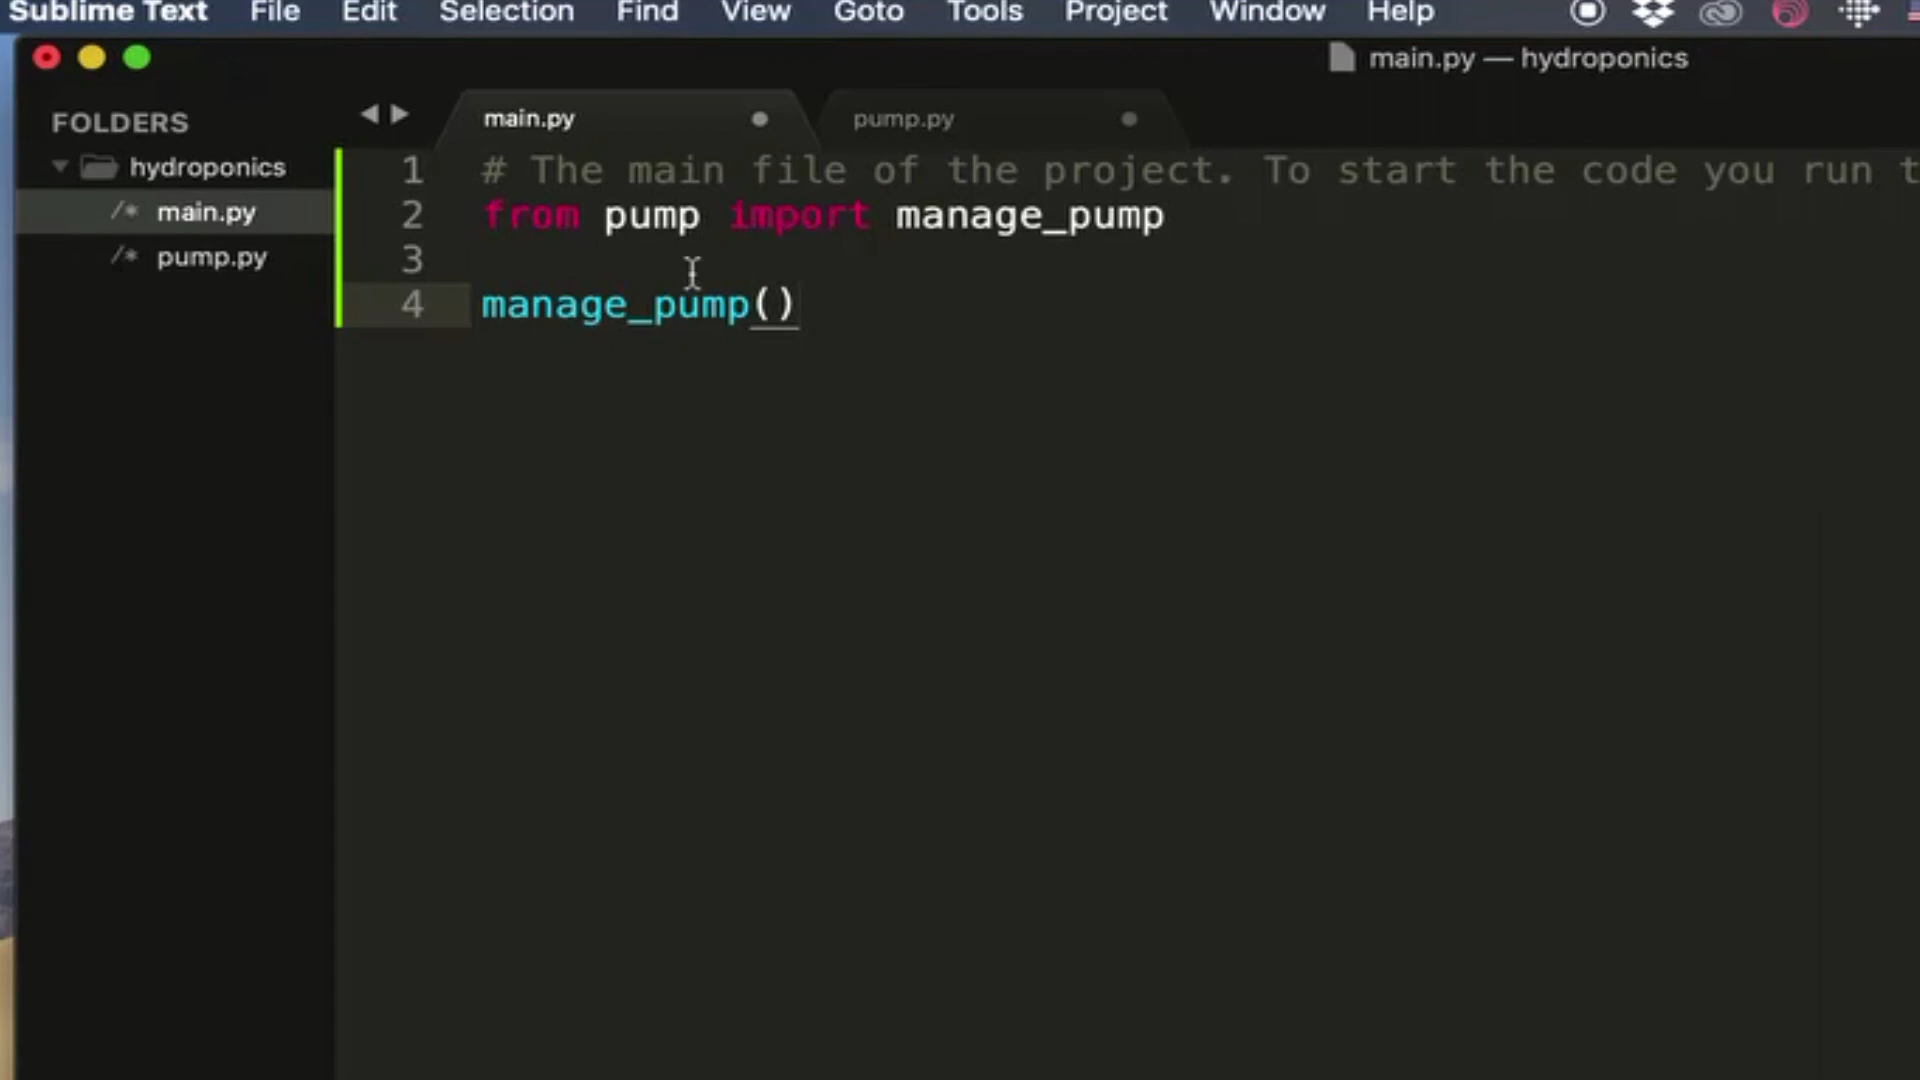 Sublime Text File Edit Selection Find View Goto Tools Project Window Help
main.py — hydroponics
FOLDERS
hydroponics
/* main.py
/* pump.py
main.py
pump.py
1 # The main file of the project. To start the code you run t
2 from pump import manage_pump
3
4 manage_pump()